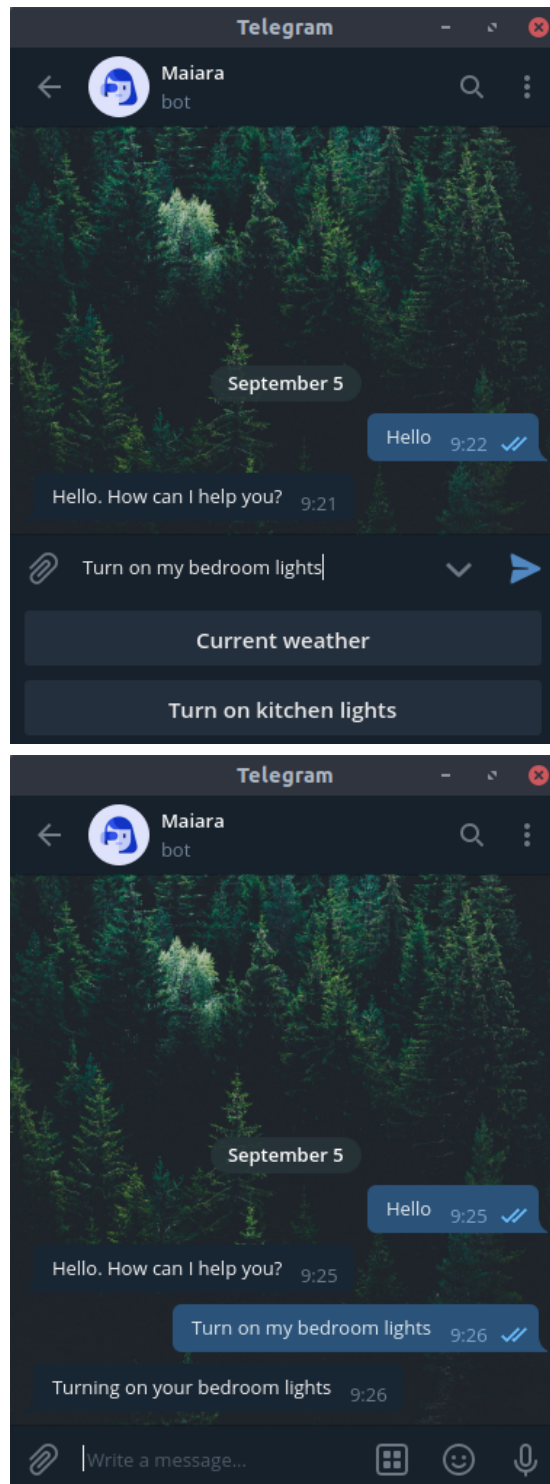 Telegram
Maiara
bot
September 5
Hello 9:22
Hello. How can I help you? 9:21
Turn on my bedroom lights
Current weather
Turn on kitchen lights
Telegram
Maiara
bot
September 5
Hello 9:25
Hello. How can I help you? 9:25
Turn on my bedroom lights 9:26
Turning on your bedroom lights 9:26
Write a message...